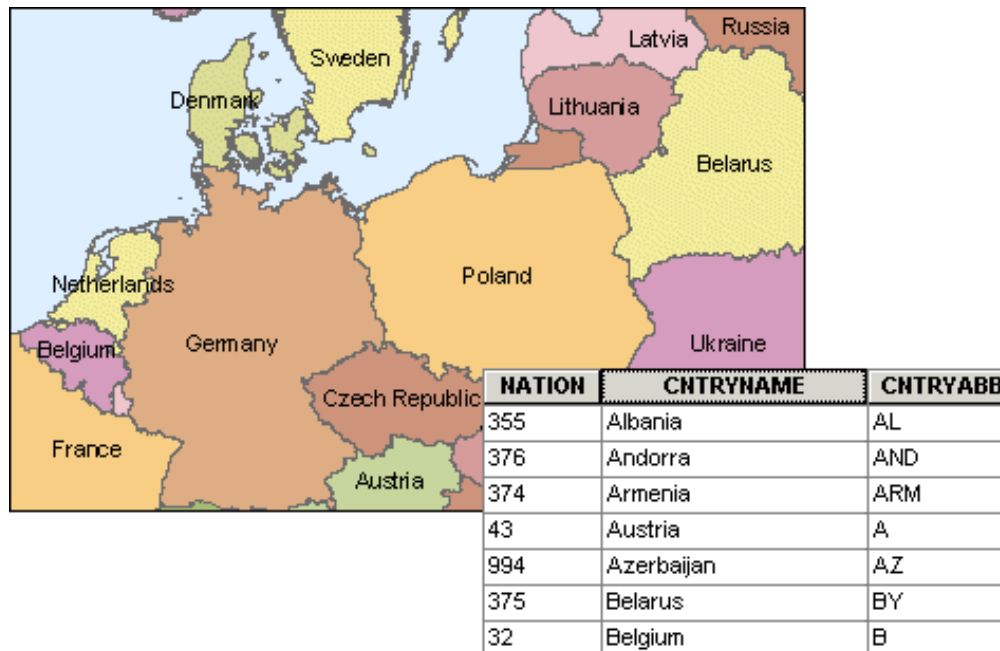 Russia
Latvia
Sweden
Denmark
Lithuania
Belarus
Netherlands
Poland
Belgium
Germany
Ukraine
Czech Republic
France
Austria
NATION CNTRYNAME CNTRYABB
355 Albania AL
376 Andorra AND
374 Armenia ARM
43 Austria A
994 Azerbaijan AZ
375 Belarus BY
32 Belgium B